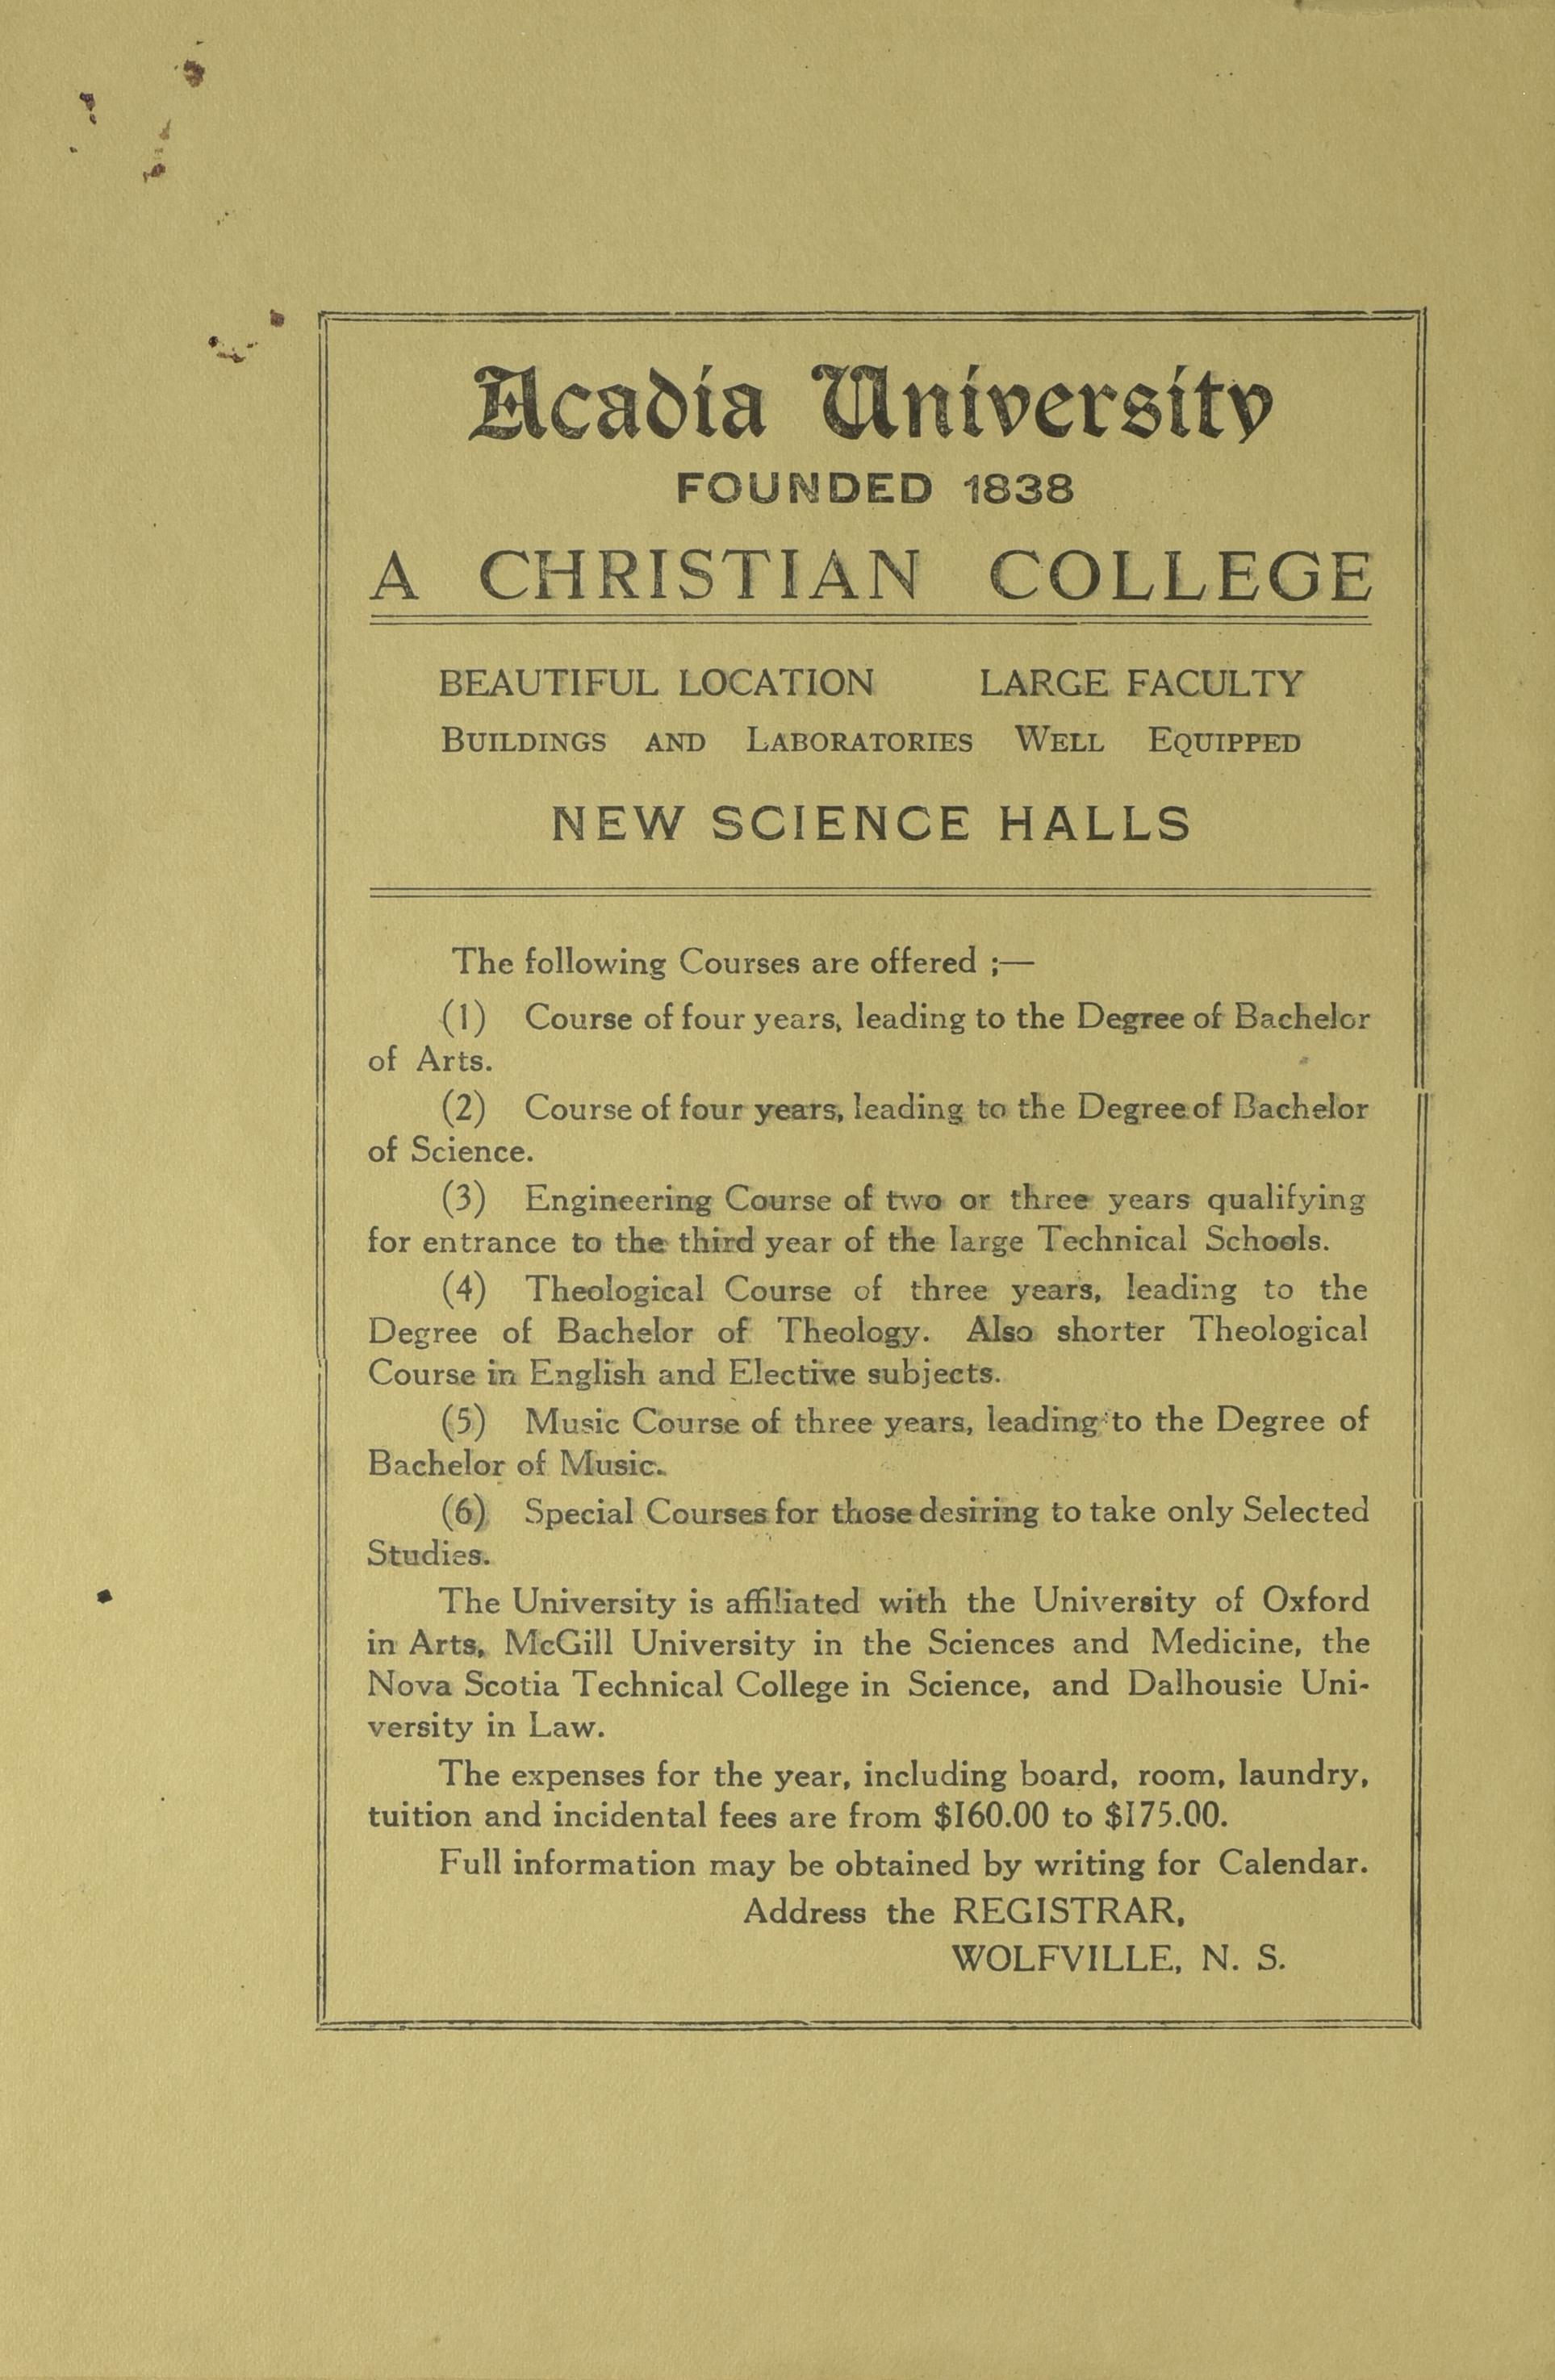 Acadia University
FOUNDED 1838
A CHRISTIAN COLLEGE
BEAUTIFUL LOCATION LARGE FACULTY
BUILDINGS AND LABORATORIES WELL EQUIPPED
NEW SCIENCE HALLS
The following Courses are offered ;—
(1) Course of four years, leading to the Degree of Bachelor
of Arts.
(2) Course of four years, leading to the Degree of Bachelor
of Science.
(3) Engineering Course of two or three years qualifying
for entrance to the third year of the large Technical Schools.
(4) Theological Course of three years, leading to the
Degree of Bachelor of Theology. Also shorter Theological
Course in English and Elective subjects.
(5) Music Course of three years, leading to the Degree of
Bachelor of Music.
(6) Special Courses for those desiring to take only Selected
Studies.
The University is affiliated with the University of Oxford
in Arts, McGill University in the Sciences and Medicine, the
Nova Scotia Technical College in Science, and Dalhousie Uni-
versity in Law.
The expenses for the year, including board, room, laundry,
tuition and incidental fees are from $160.00 to $175.00.
Full information may be obtained by writing for Calendar.
Address the REGISTRAR,
WOLFVILLE, N. S.